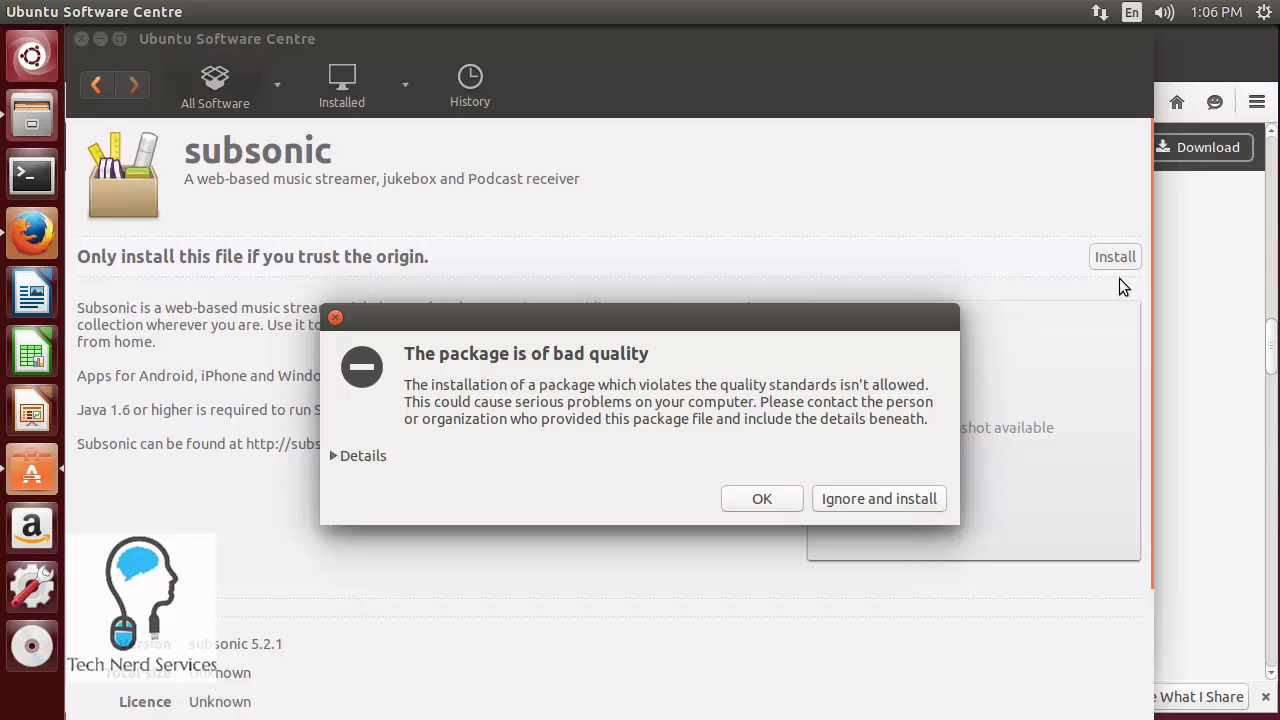 Ubuntu Software Centre
En
1:06 PM
Ubuntu Software Centre
All Software
Installed
History
Download
subsonic
A web-based music streamer, jukebox and Podcast receiver
Only install this file if you trust the origin.
Install
Subsonic is a web-based music
collection wherever you are. Use it to
from home.
Apps for Android, iPhone and
Java 1.6 or higher is required to run
Subsonic can be found at
available
The package is of bad quality
The installation of a package which violates the quality standards isn't allowed.
This could cause serious problems on your computer. Please contact the person
or organization who provided this package file and include the details beneath.
Details
OK
Ignore and install
subsonic 5.2.1
Tech Nerd Services
Unknown
Licence
Unknown
What I Share